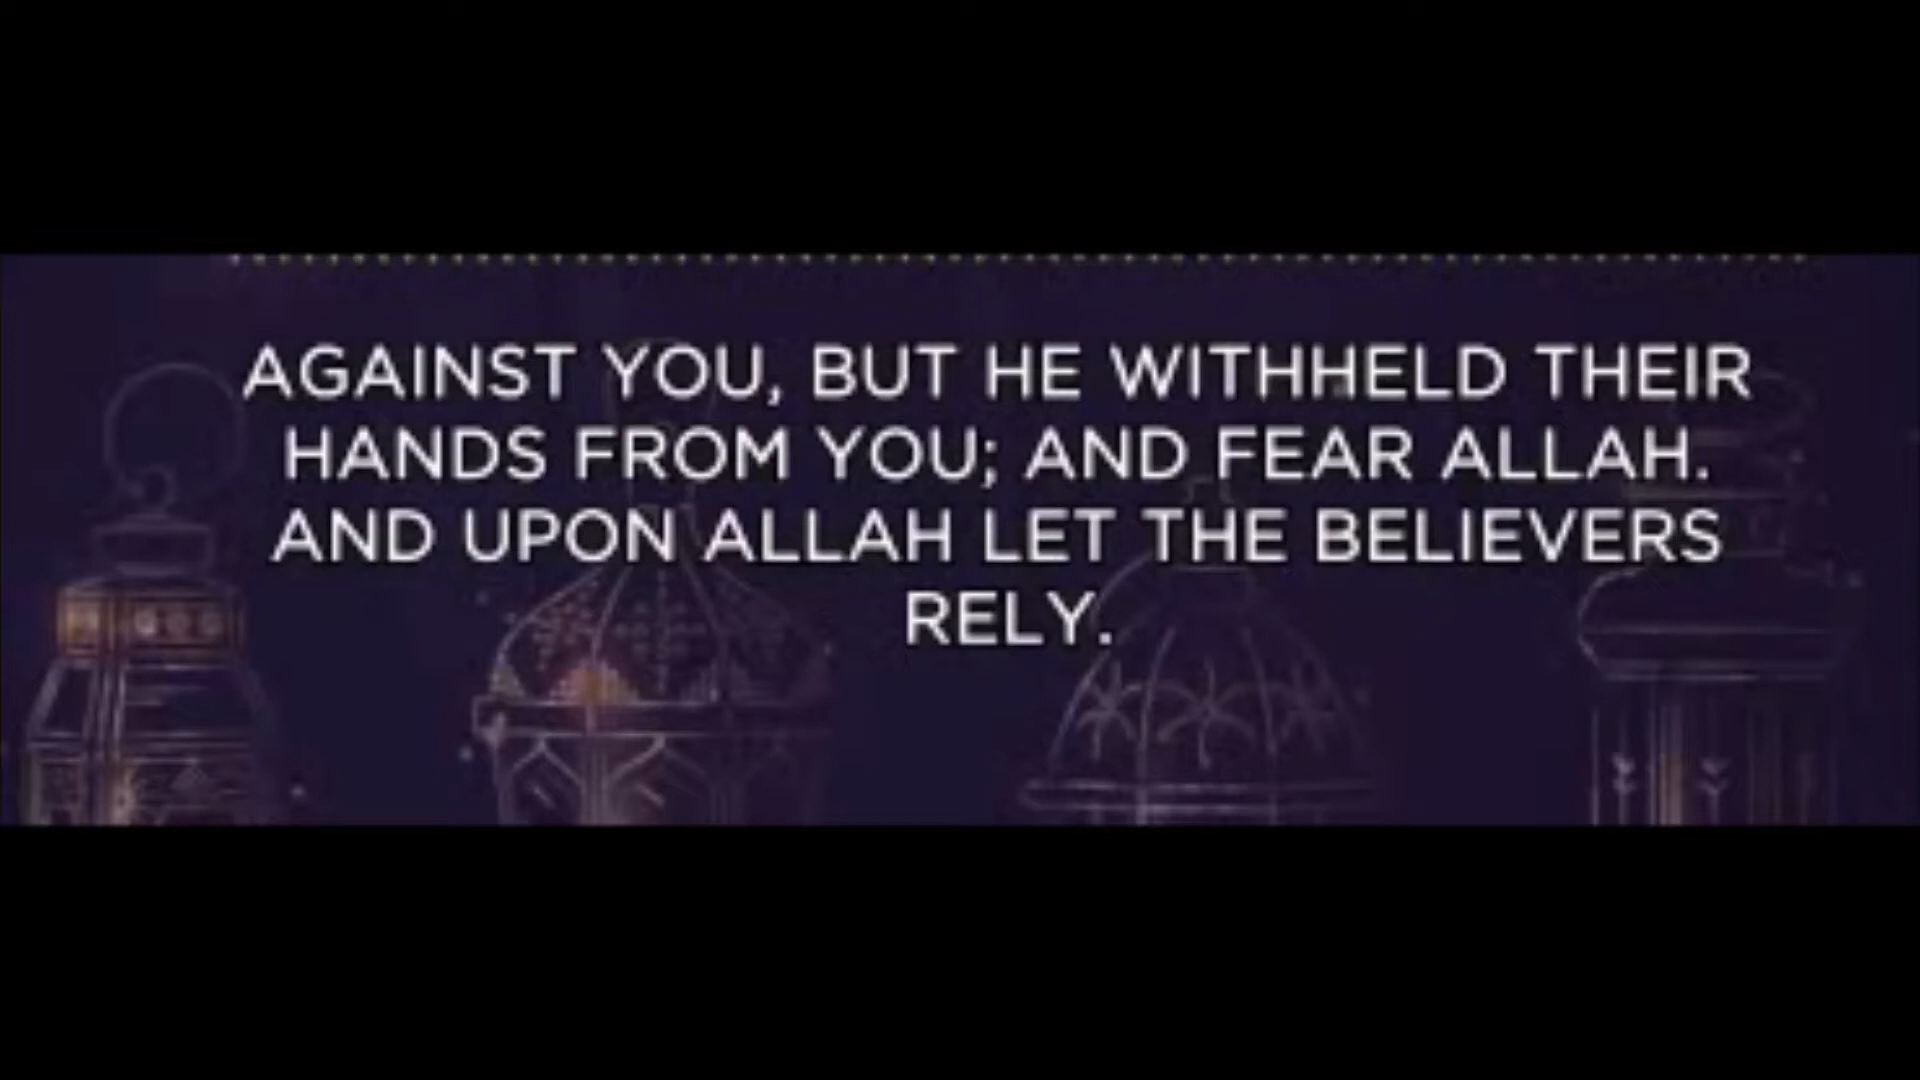 AGAINST YOU, BUT HE WITHHELD THEIR
HANDS FROM YOU; AND FEAR ALLAH.
AND UPON ALLAH LET THE BELIEVERS
RELY.